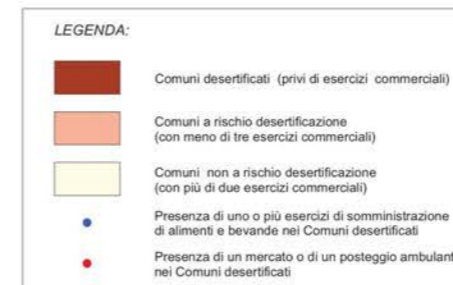 LEGENDA:
Comuni desertificati (privi di esercizi commerciali)
Comuni a rischio desertificazione
(con meno di tre esercizi commerciali)
Comuni non a rischio desertificazione
(con più di due esercizi commerciali)
Presenza di uno o più esercizi di somministrazione
di alimenti e bevande nei Comuni desertificati
Presenza di un mercato o di un posteggio ambulant
nei Comuni desertificati